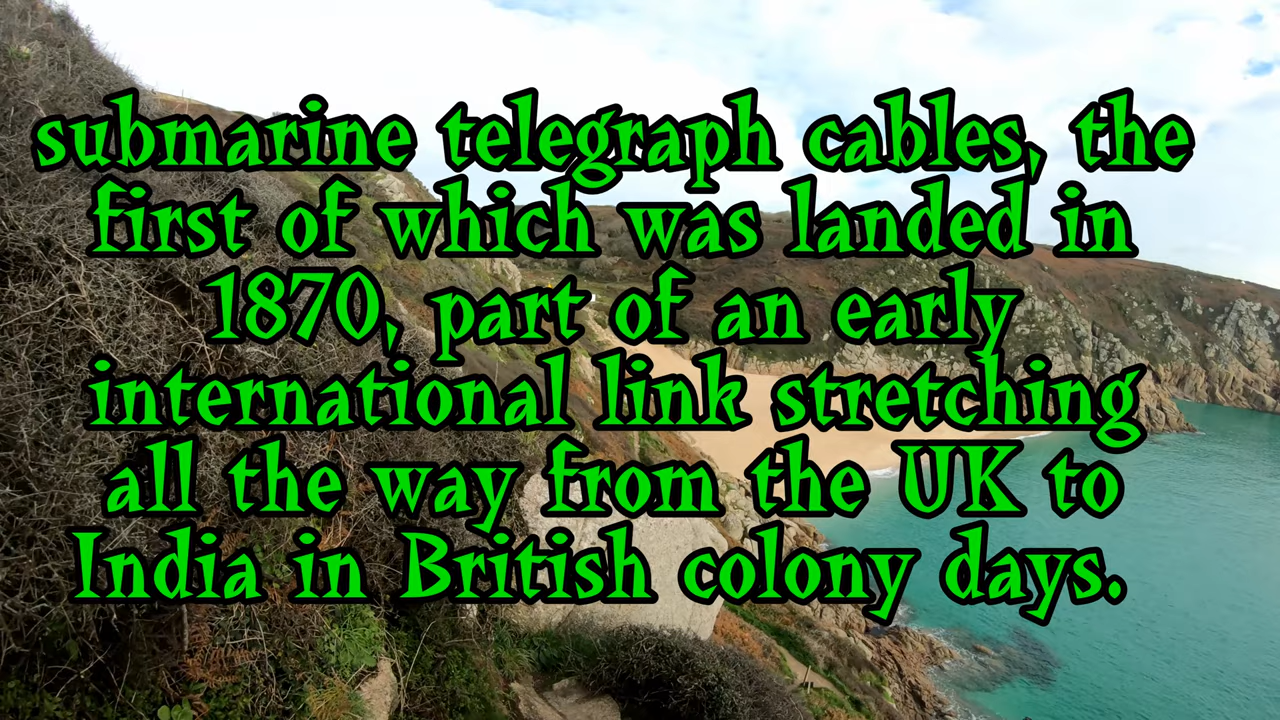 submarine telegraph cables, the
first of which was landed in
1870, part of an early
international link stretching
all the way from the UK to
India in British colony days.